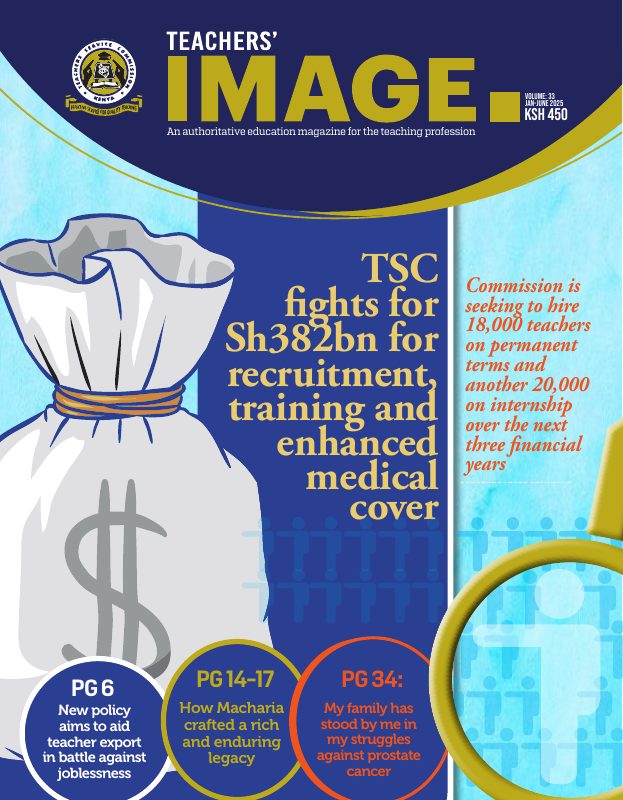 TEACHERS SERVICE COMMISSION
KENYA
TEACHERS'
IMAGE.
An authoritative education magazine for the teaching profession
VOLUME: 33
JAN-JUNE 2025
KSH 450
TSC
fights for
Sh382bn for
recruitment,
training and
enhanced
medical
cover
Commission is
seeking to hire
18,000 teachers
on permanent
terms and
another 20,000
on internship
over the next
three financial
years
$
PG 6
New policy
aims to aid
teacher export
in battle against
joblessness
PG 14-17
How Macharia
crafted a rich
and enduring
legacy
PG 34:
My family has
stood by me in
my struggles
against prostate
cancer